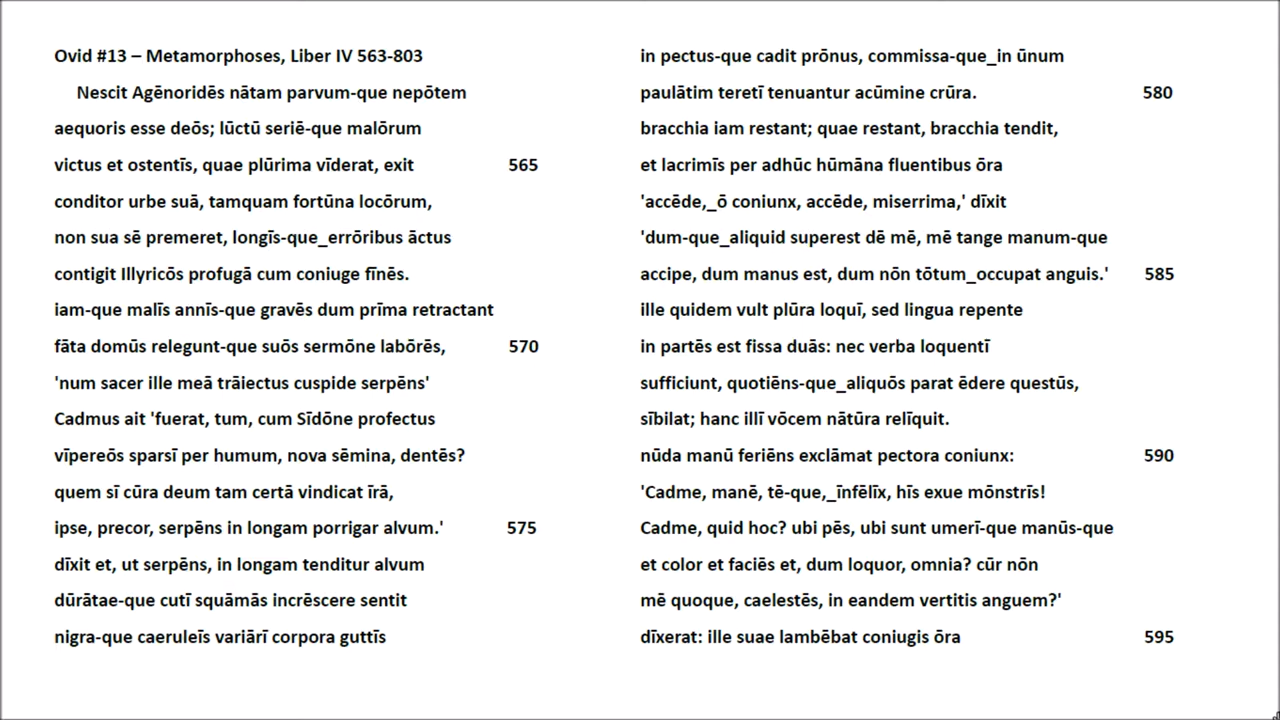 Ovid #13 – Metamorphoses, Liber IV 563-803
Nescit Agēnoridēs nātam parvum-que nepōtem
aequoris esse deōs; lūctū seriē-que malōrum
victus et ostentīs, quae plūrima vīderat, exit 565
conditor urbe suā, tamquam fortūna locōrum,
non sua sē premeret, longīs-que_errōribus āctus
contigit Illyricōs profugā cum coniuge fīnēs.
iam-que malīs annīs-que gravēs dum prīma retractant
fāta domūs relegunt-que suōs sermōne labōrēs, 570
'num sacer ille meā trāiectus cuspide serpēns'
Cadmus ait 'fuerat, tum, cum Sīdōne profectus
vīpereōs sparsī per humum, nova sēmina, dentēs?
quem sī cūra deum tam certā vindicat īrā,
ipse, precor, serpēns in longam porrigar alvum.' 575
dīxit et, ut serpēns, in longam tenditur alvum
dūrātae-que cutī squāmās incrēscere sentit
nigra-que caeruleīs variārī corpora guttīs
in pectus-que cadit prōnus, commissa-que_in ūnum
paulātim teretī tenuantur acūmine crūra. 580
bracchia iam restant; quae restant, bracchia tendit,
et lacrimīs per adhūc hūmāna fluentibus ōra
'accēde,_ō coniunx, accēde, miserrima,' dīxit
'dum-que_aliquid superest dē mē, mē tange manum-que
accipe, dum manus est, dum nōn tōtum_occupat anguis.' 585
ille quidem vult plūra loquī, sed lingua repente
in partēs est fissa duās: nec verba loquentī
sufficiunt, quotiēns-que_aliquōs parat ēdere questūs,
sībilat; hanc illī vōcem nātūra relīquit.
nūda manū feriēns exclāmat pectora coniunx: 590
'Cadme, manē, tē-que,_īnfēlīx, hīs exue mōnstrīs!
Cadme, quid hoc? ubi pēs, ubi sunt umerī-que manūs-que
et color et faciēs et, dum loquor, omnia? cūr nōn
mē quoque, caelestēs, in eandem vertitis anguem?'
dīxerat: ille suae lambēbat coniugis ōra 595